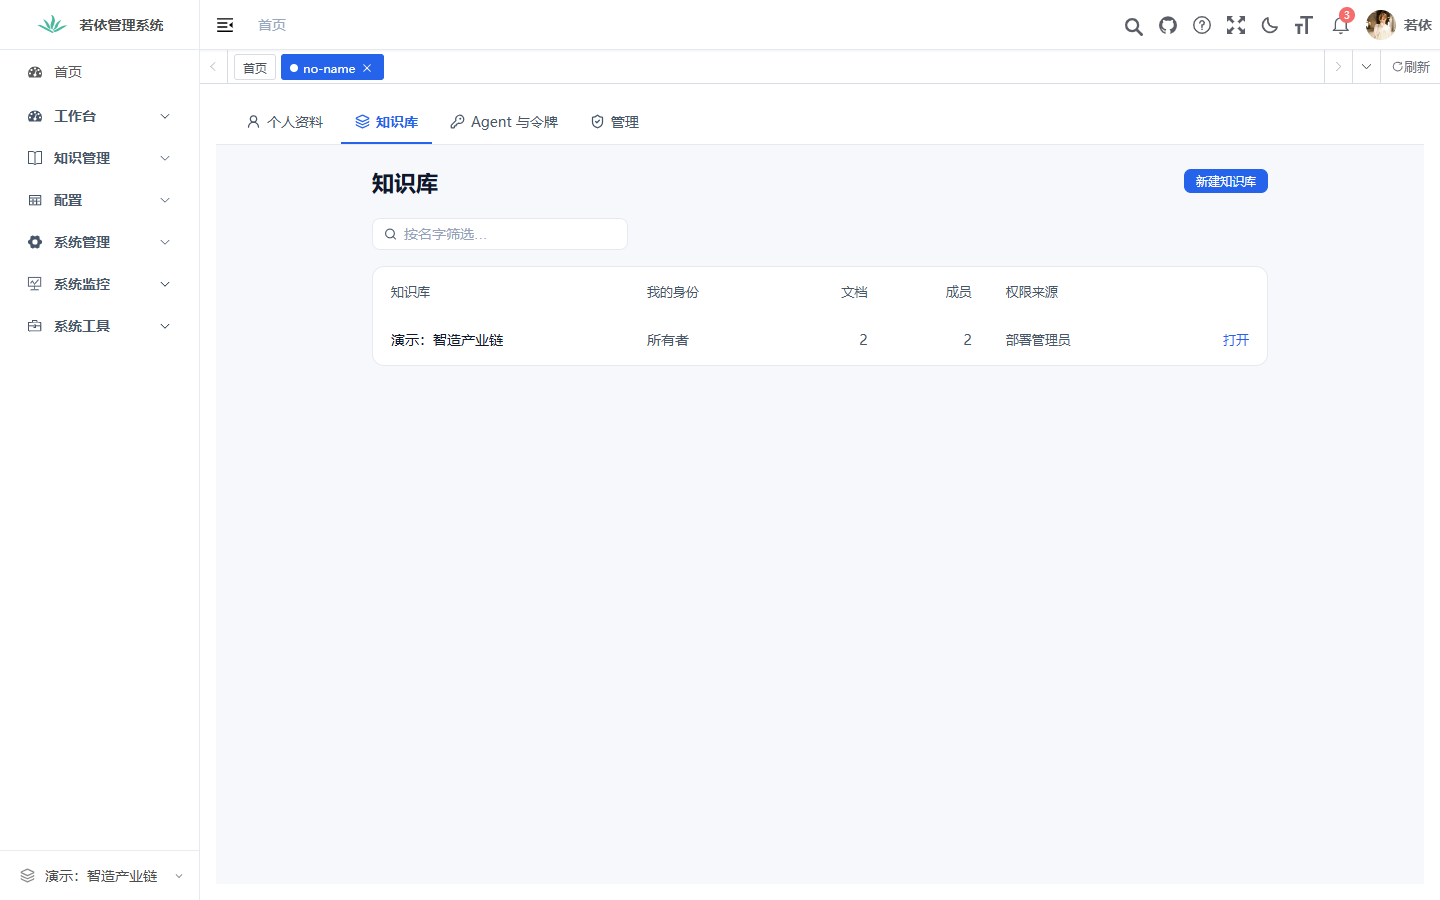 若依管理系统
首页
3
若依
首页
no-name
刷新
首页
工作台
知识管理
配置
系统管理
系统监控
系统工具
个人资料
知识库
Agent 与令牌
管理
知识库
新建知识库
按名字筛选...
知识库 我的身份 文档 成员 权限来源
演示：智造产业链 所有者 2 2 部署管理员 打开
演示：智造产业链